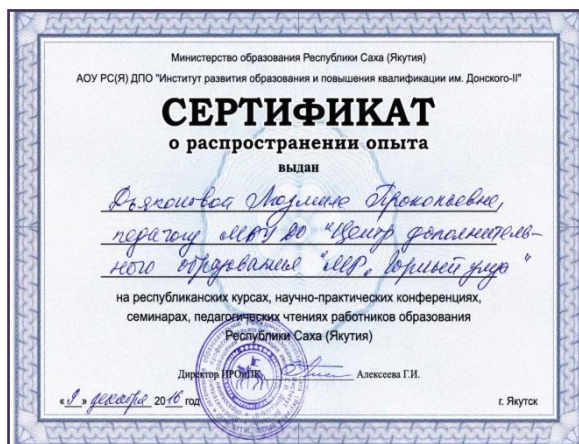 Министерство образования Республики Саха (Якутия)
АОУ РС(Я) ДПО "Институт развития образования и повышения квалификации им. Донского-II"
СЕРТИФИКАТ
о распространении опыта
выдан
Дьяконовой Людмиле Прокопьевне,
педагогу МБУ ДО "Центр дополнитель-
ного образования "МР "Горный улус"
на республиканских курсах, научно-практических конференциях,
семинарах, педагогических чтениях работников образования
Республики Саха (Якутия)
Директор ИРОиПК Алексеева Г.И.
«9» декабря 2016 год г. Якутск